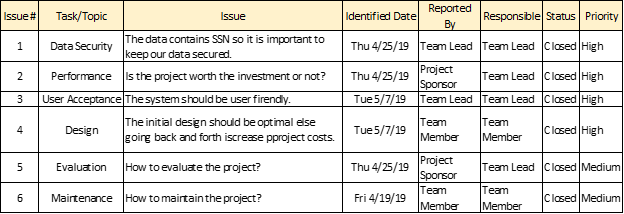 Issue # Task/Topic Issue Identified Date Reported By Responsible Status Priority
1 Data Security The data contains SSN so it is important to keep our data secured. Thu 4/25/19 Team Lead Team Lead Closed High
2 Performance Is the project worth the investment or not? Thu 4/25/19 Project Sponsor Team Lead Closed High
3 User Acceptance The system should be user firendly. Tue 5/7/19 Team Lead Team Lead Closed High
4 Design The initial design should be optimal else going back and forth iscrease pproject costs. Tue 5/7/19 Team Member Team Member Closed High
5 Evaluation How to evaluate the project? Thu 4/25/19 Project Sponsor Team Lead Closed Medium
6 Maintenance How to maintain the project? Fri 4/19/19 Team Member Team Member Closed Medium